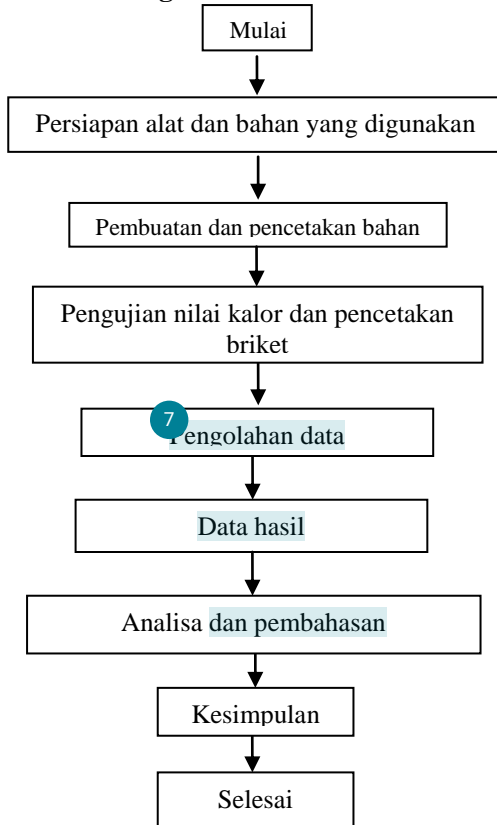 Mulai
Persiapan alat dan bahan yang digunakan
Pembuatan dan pencetakan bahan
Pengujian nilai kalor dan pencetakan
briket
7
Pengolahan data
Data hasil
Analisa dan pembahasan
Kesimpulan
Selesai